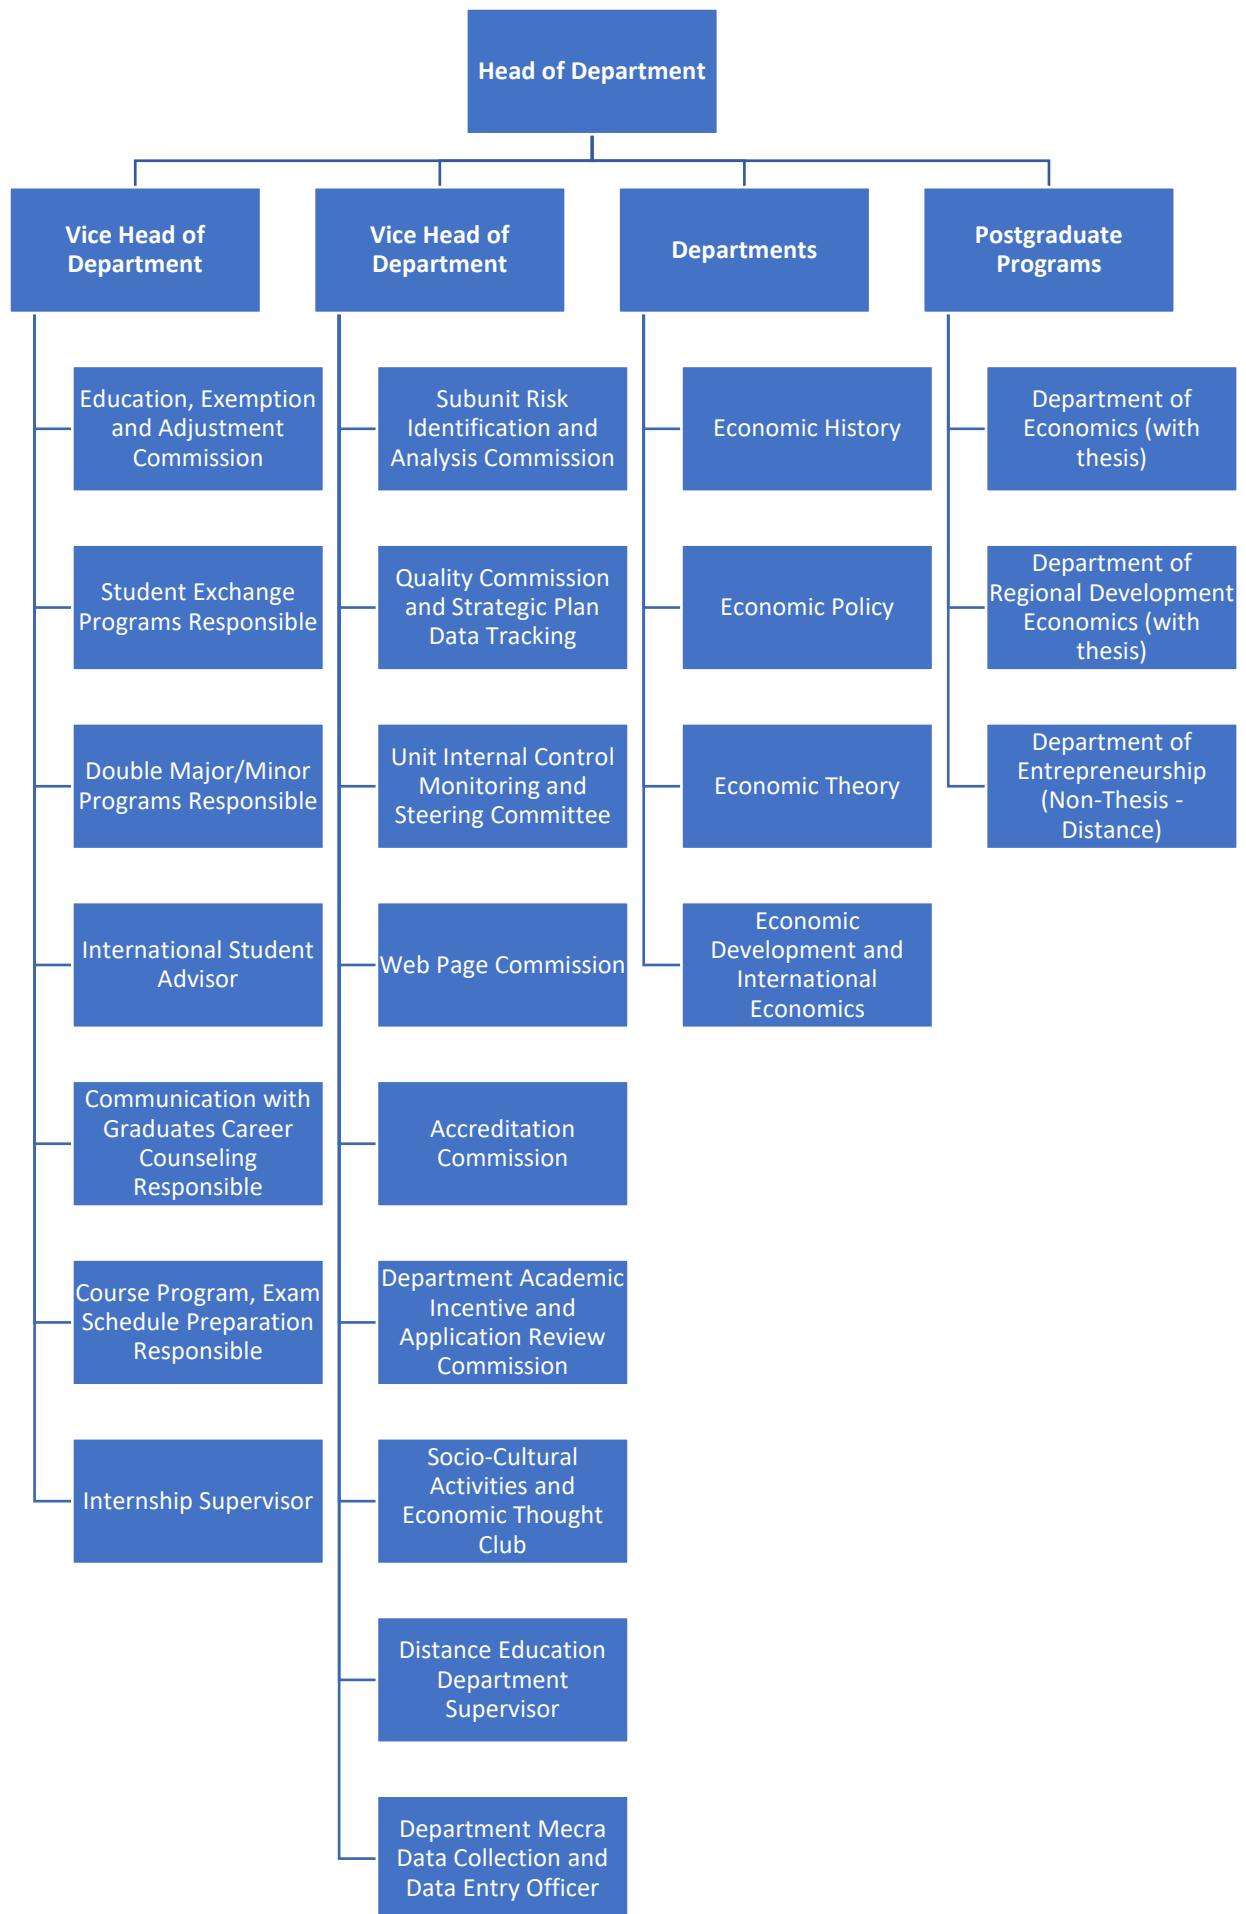 Head of Department
Vice Head of
Department
Vice Head of
Department
Departments
Postgraduate
Programs
Education, Exemption
and Adjustment
Commission
Student Exchange
Programs Responsible
Double Major/Minor
Programs Responsible
International Student
Advisor
Communication with
Graduates Career
Counseling
Responsible
Course Program, Exam
Schedule Preparation
Responsible
Internship Supervisor
Subunit Risk
Identification and
Analysis Commission
Quality Commission
and Strategic Plan
Data Tracking
Unit Internal Control
Monitoring and
Steering Committee
Web Page Commission
Accreditation
Commission
Department Academic
Incentive and
Application Review
Commission
Socio-Cultural
Activities and
Economic Thought
Club
Distance Education
Department
Supervisor
Department Mecra
Data Collection and
Data Entry Officer
Economic History
Economic Policy
Economic Theory
Economic
Development and
International
Economics
Department of
Economics (with
thesis)
Department of
Regional Development
Economics (with
thesis)
Department of
Entrepreneurship
(Non-Thesis -
Distance)